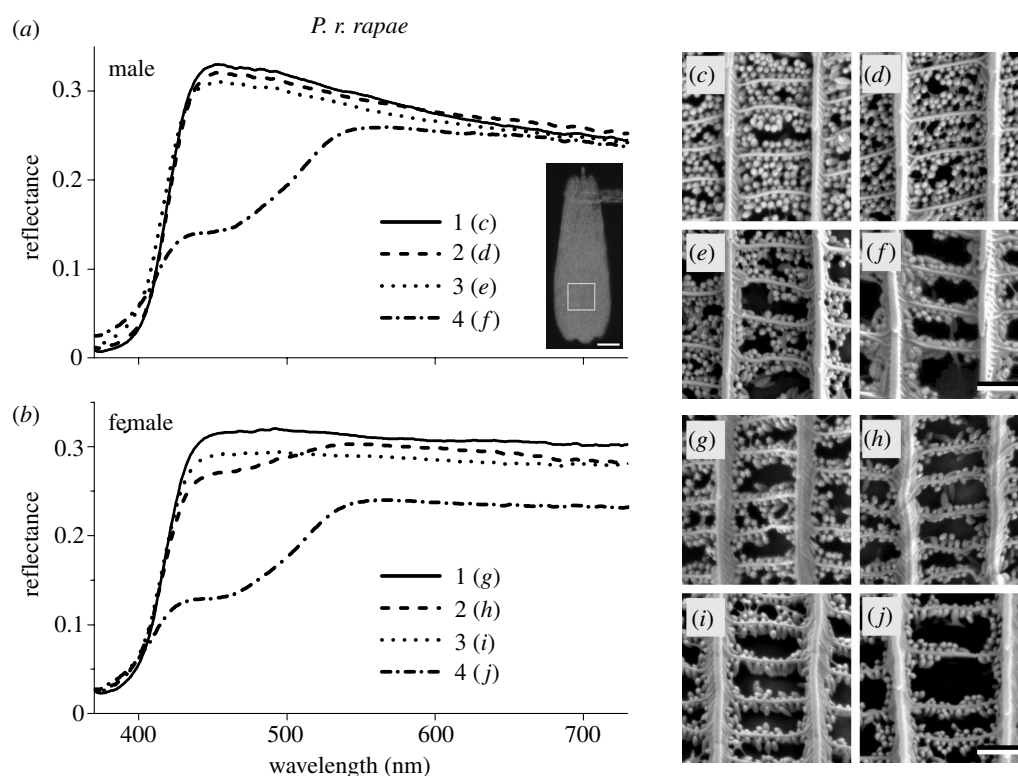 P. r. rapae
(a)
male
0.3
0.2
0.1
0
reflectance
1 (c)
2 (d)
3 (e)
4 (f)
(b)
female
0.3
0.2
0.1
0
reflectance
1 (g)
2 (h)
3 (i)
4 (j)
400 500 600 700
wavelength (nm)
(c)
(d)
(e)
(f)
(g)
(h)
(i)
(j)